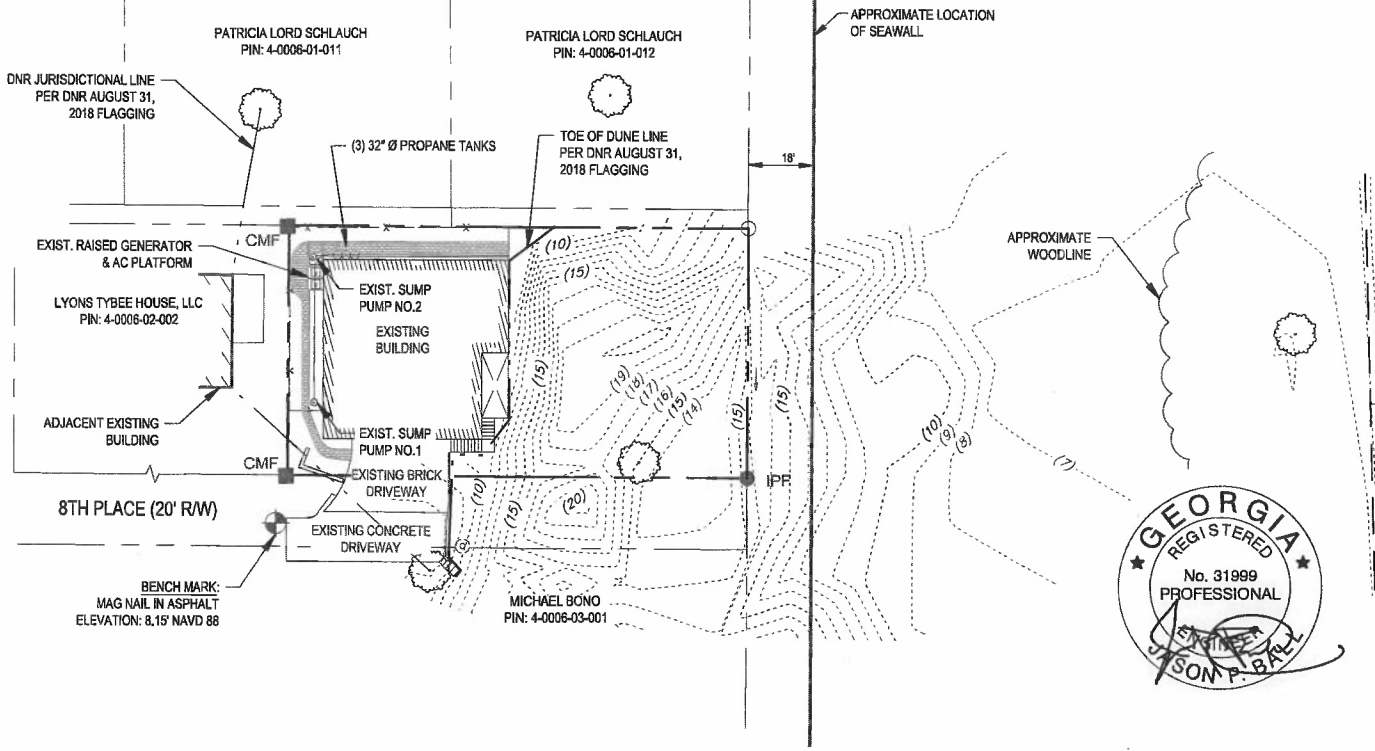 APPROXIMATE LOCATION
OF SEAWALL
PATRICIA LORD SCHLAUCH
PIN: 4-0006-01-011
PATRICIA LORD SCHLAUCH
PIN: 4-0006-01-012
DNR JURISDICTIONAL LINE
PER DNR AUGUST 31,
2018 FLAGGING
(3) 32" Ø PROPANE TANKS
TOE OF DUNE LINE
PER DNR AUGUST 31,
2018 FLAGGING
18'
CMF
EXIST. RAISED GENERATOR
& AC PLATFORM
(10)
(15)
APPROXIMATE
WOODLINE
LYONS TYBEE HOUSE, LLC
PIN: 4-0006-02-002
EXIST. SUMP
PUMP NO.2
EXISTING
BUILDING
(15)
(19)
(18)
(17)
(16)
(15)
(14)
(15)
(15)
(10)
(9)
(8)
(7)
ADJACENT EXISTING
BUILDING
EXIST. SUMP
PUMP NO.1
CMF
EXISTING BRICK
DRIVEWAY
IPF
8TH PLACE (20' R/W)
(10)
(15)
(20)
EXISTING CONCRETE
DRIVEWAY
BENCH MARK:
MAG NAIL IN ASPHALT
ELEVATION: 8.15' NAVD 88
MICHAEL BONO
PIN: 4-0006-03-001
GEORGIA
REGISTERED
No. 31999
PROFESSIONAL
ENGINEER
JASON P. BALL